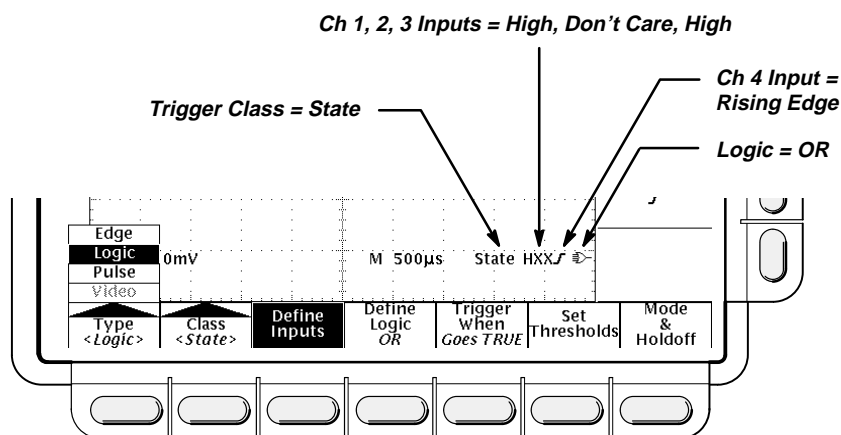 Ch 1, 2, 3 Inputs = High, Don't Care, High
Ch 4 Input =
Rising Edge
Trigger Class = State
Logic = OR
Edge
Logic
Pulse
Video
0mV
M 500µs
State HXX
Type
<Logic>
Class
<State>
Define
Inputs
Define
Logic
OR
Trigger
When
Goes TRUE
Set
Thresholds
Mode
&
Holdoff